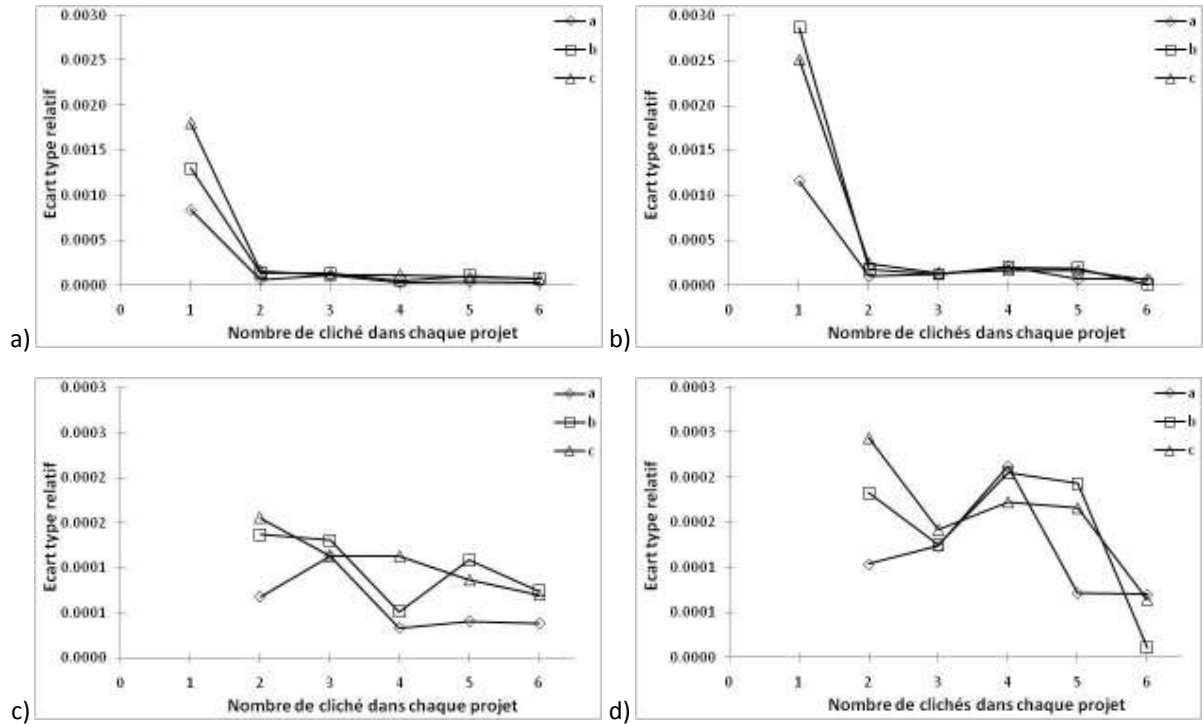 0.0030
0.0025
0.0020
0.0015
0.0010
0.0005
0.0000
Ecart type relatif
0 1 2 3 4 5 6
Nombre de cliché dans chaque projet
a
b
c
a)
0.0030
0.0025
0.0020
0.0015
0.0010
0.0005
0.0000
Ecart type relatif
0 1 2 3 4 5 6
Nombre de clichés dans chaque projet
a
b
c
b)
0.0003
0.0003
0.0002
0.0002
0.0001
0.0001
0.0000
Ecart type relatif
0 1 2 3 4 5 6
Nombre de cliché dans chaque projet
a
b
c
c)
0.0003
0.0003
0.0002
0.0002
0.0001
0.0001
0.0000
Ecart type relatif
0 1 2 3 4 5 6
Nombre de clichés dans chaque projet
a
b
c
d)